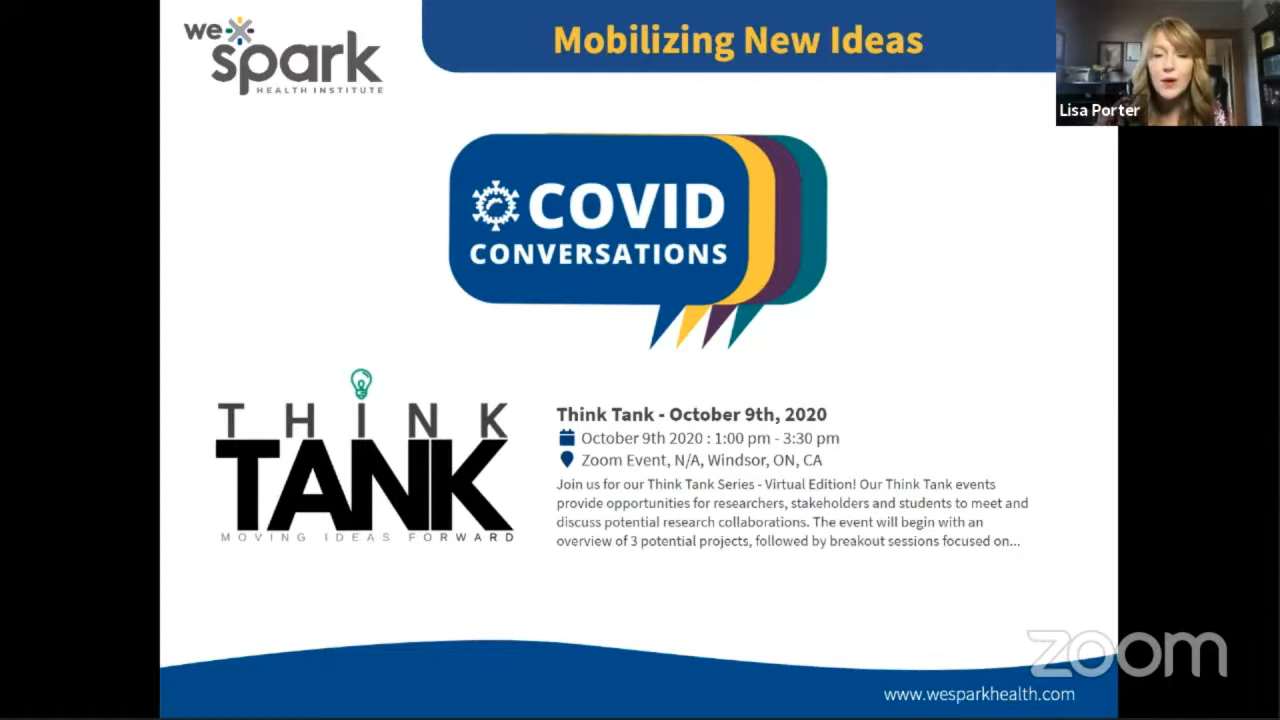 we spark
HEALTH INSTITUTE
Mobilizing New Ideas
Lisa Porter
COVID
CONVERSATIONS
THINK
TANK
MOVING IDEAS FORWARD
Think Tank - October 9th, 2020
October 9th 2020 : 1:00 pm - 3:30 pm
Zoom Event, N/A, Windsor, ON, CA
Join us for our Think Tank Series - Virtual Edition! Our Think Tank events
provide opportunities for researchers, stakeholders and students to meet and
discuss potential research collaborations. The event will begin with an
overview of 3 potential projects, followed by breakout sessions focused on...
zoom
www.wesparkhealth.com